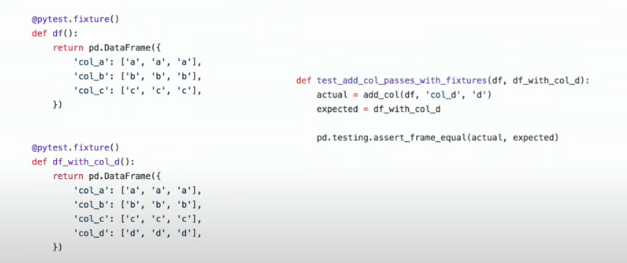 @pytest.fixture()
def df():
    return pd.DataFrame({
        'col_a': ['a', 'a', 'a'],
        'col_b': ['b', 'b', 'b'],
        'col_c': ['c', 'c', 'c'],
    })
@pytest.fixture()
def df_with_col_d():
    return pd.DataFrame({
        'col_a': ['a', 'a', 'a'],
        'col_b': ['b', 'b', 'b'],
        'col_c': ['c', 'c', 'c'],
        'col_d': ['d', 'd', 'd'],
    })
def test_add_col_passes_with_fixtures(df, df_with_col_d):
    actual = add_col(df, 'col_d', 'd')
    expected = df_with_col_d
    pd.testing.assert_frame_equal(actual, expected)